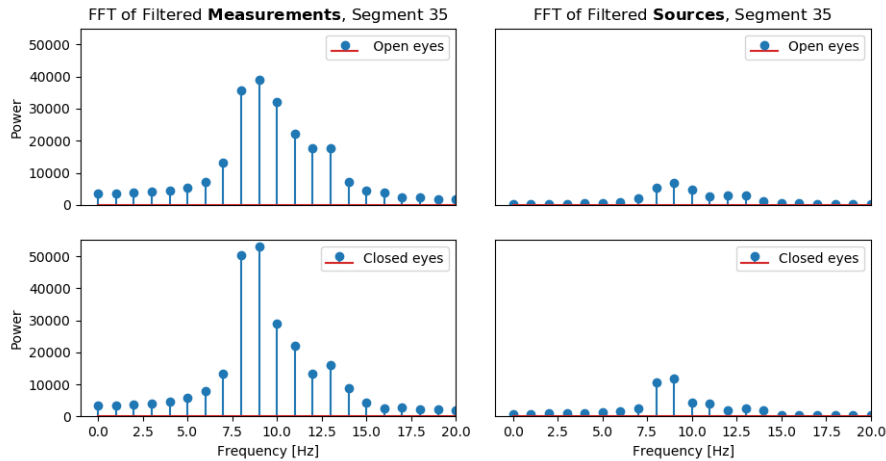 FFT of Filtered Measurements, Segment 35
FFT of Filtered Sources, Segment 35
Open eyes
Open eyes
50000
40000
30000
20000
10000
0
Power
Closed eyes
Closed eyes
50000
40000
30000
20000
10000
0
Power
0.0 2.5 5.0 7.5 10.0 12.5 15.0 17.5 20.0
0.0 2.5 5.0 7.5 10.0 12.5 15.0 17.5 20.0
Frequency [Hz]
Frequency [Hz]